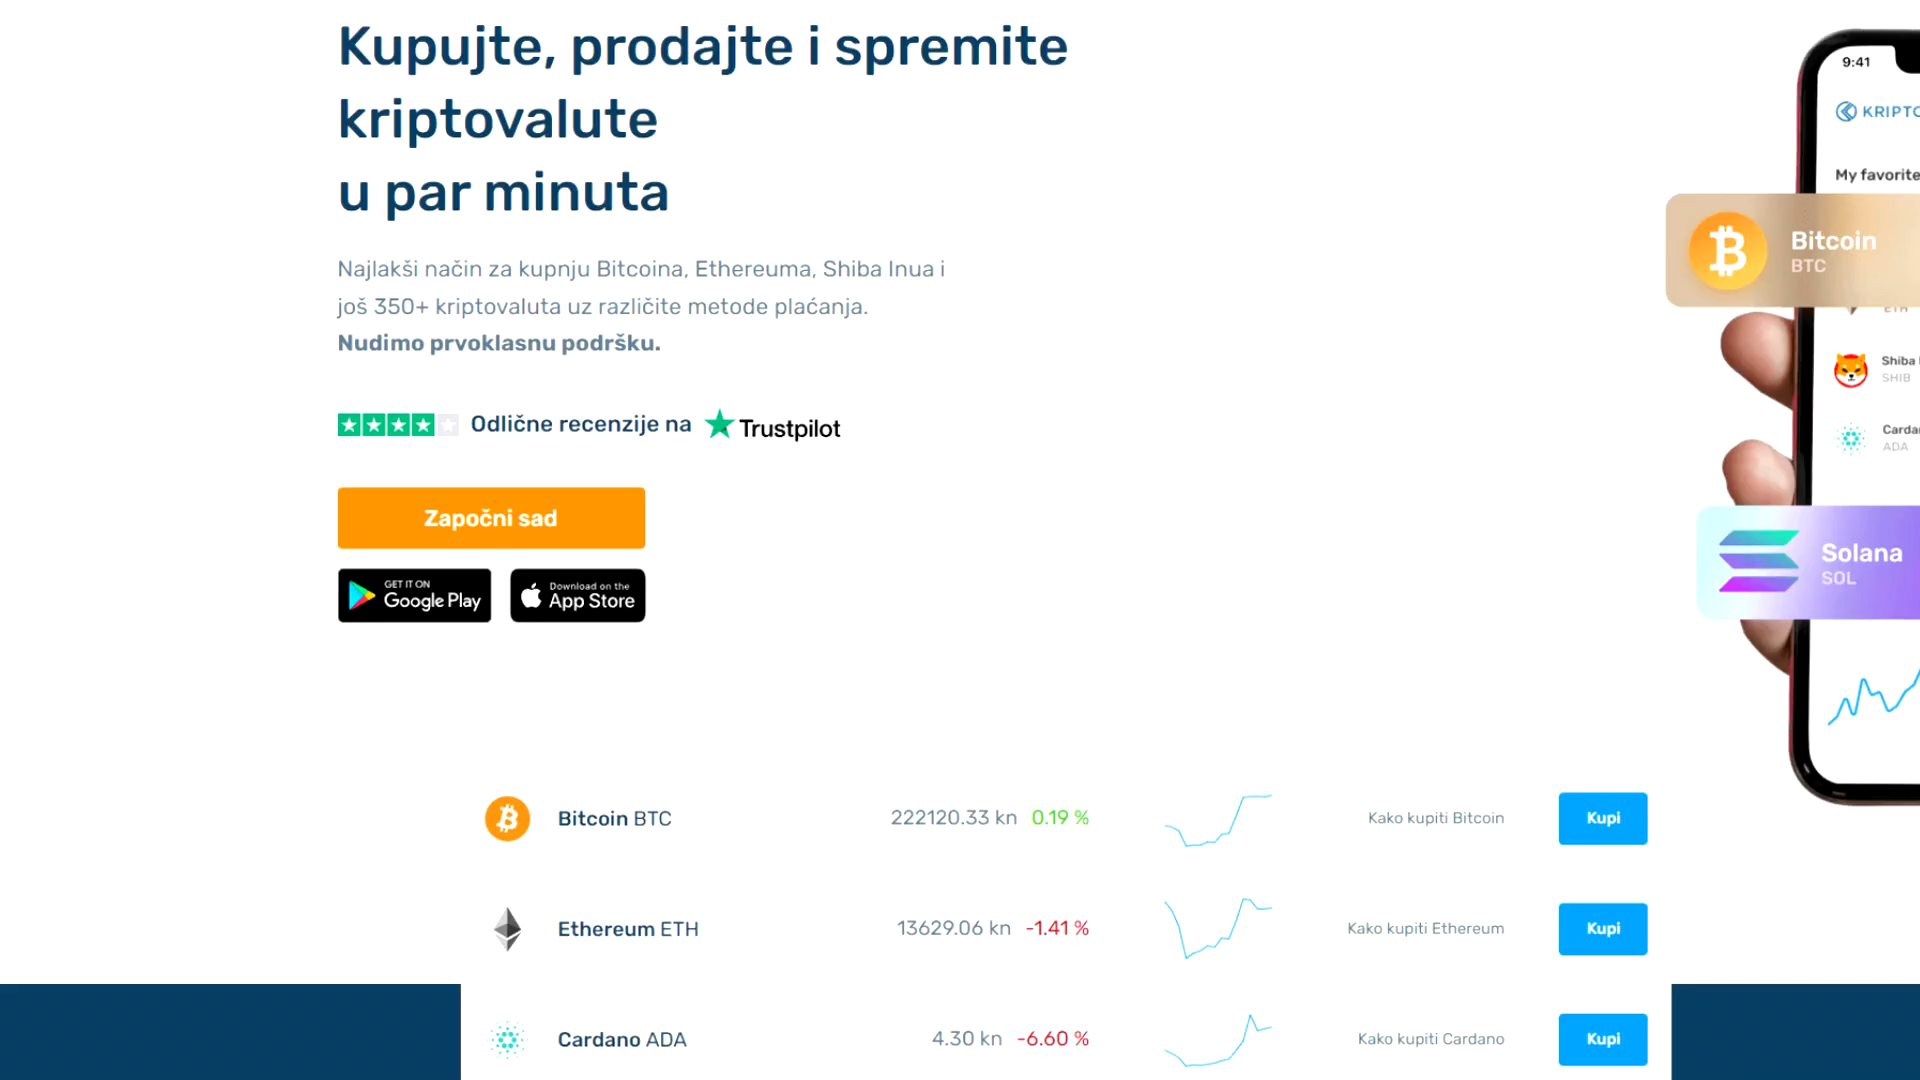 Kupujte, prodajte i spremite
kriptovalute
u par minuta
Najlakši način za kupnju Bitcoina, Ethereuma, Shiba Inua i
još 350+ kriptovaluta uz različite metode plaćanja.
Nudimo prvoklasnu podršku.
Odlične recenzije na Trustpilot
Započni sad
GET IT ON
Google Play
Download on the
App Store
9:41
KRIPTO
My favorite
Bitcoin
BTC
ETH
Shiba
SHIB
Carda
ADA
Solana
SOL
Bitcoin BTC 222120.33 kn 0.19 % Kako kupiti Bitcoin Kupi
Ethereum ETH 13629.06 kn -1.41 % Kako kupiti Ethereum Kupi
Cardano ADA 4.30 kn -6.60 % Kako kupiti Cardano Kupi